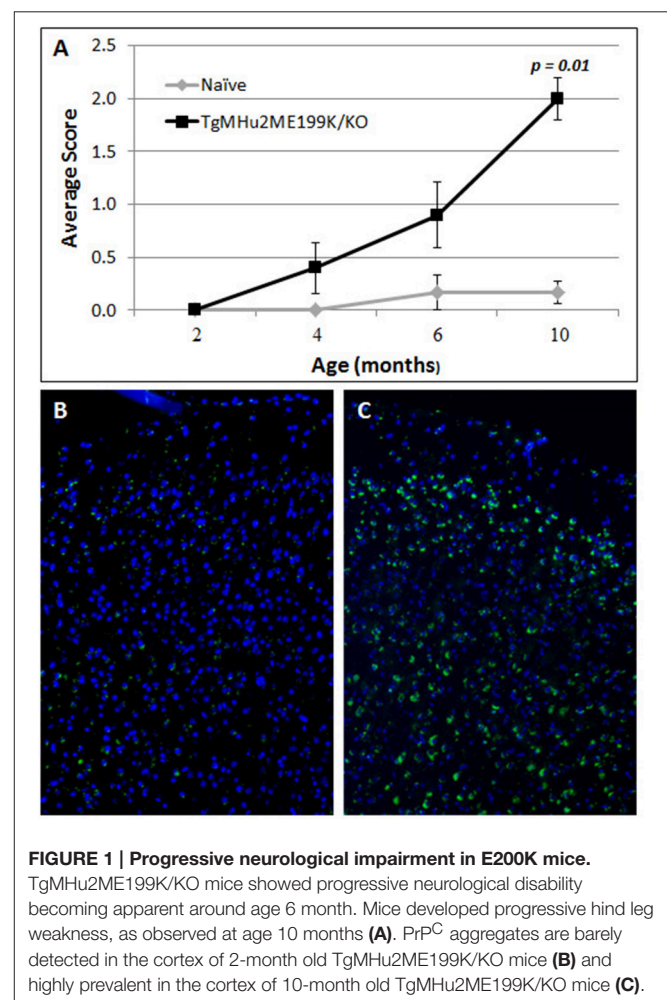 A
2.5
2.0
1.5
1.0
0.5
0.0
Average Score
Naïve
TgMHu2ME199K/KO
p = 0.01
2 4 6 10
Age (months)
B
C
FIGURE 1 | Progressive neurological impairment in E200K mice.
TgMHu2ME199K/KO mice showed progressive neurological disability
becoming apparent around age 6 month. Mice developed progressive hind leg
weakness, as observed at age 10 months (A). PrP^C aggregates are barely
detected in the cortex of 2-month old TgMHu2ME199K/KO mice (B) and
highly prevalent in the cortex of 10-month old TgMHu2ME199K/KO mice (C).